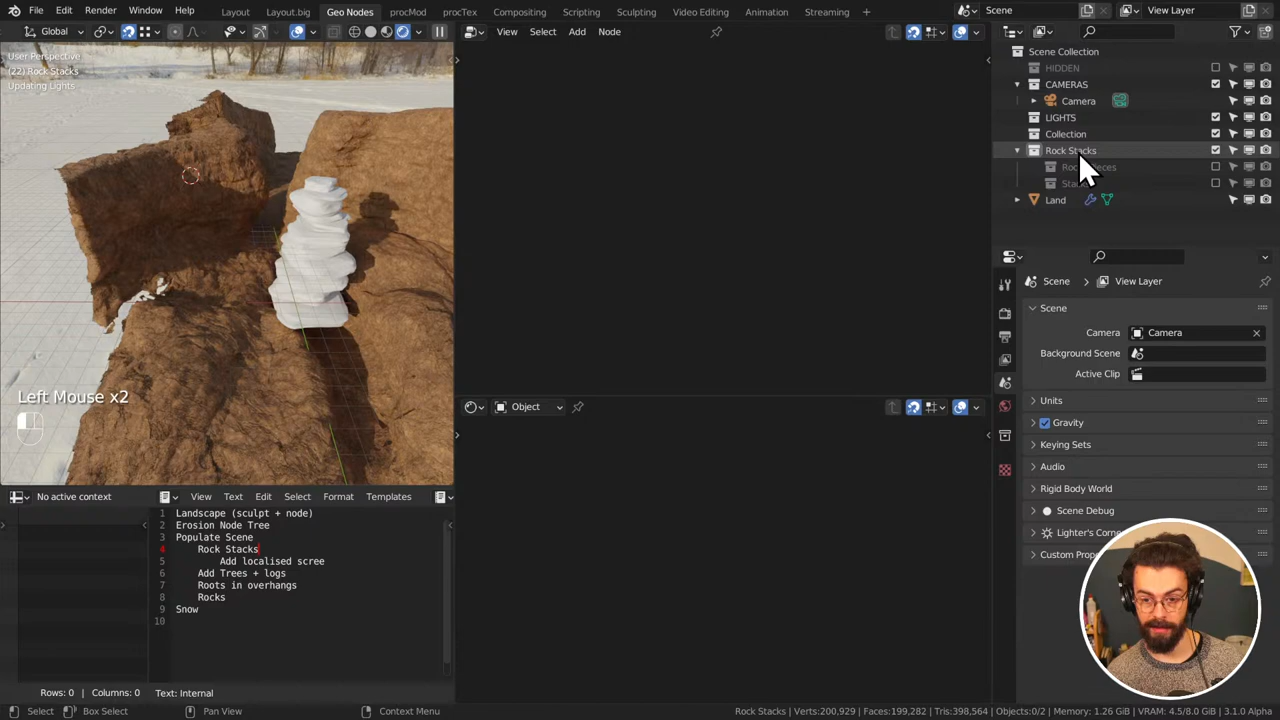 File Edit Render Window Help Layout Layout.big Geo Nodes procMod procTex Compositing Scripting Sculpting Video Editing Animation Streaming + Scene View Layer
Global View Select Add Node
User Perspective
(22) Rock Stacks
Updating Lights
Scene Collection
HIDDEN
CAMERAS
Camera
LIGHTS
Collection
Rock Stacks
Land
Scene > View Layer
Scene
Camera Camera
Background Scene
Active Clip
Left Mouse x2
Object
Units
Gravity
Keying Sets
Audio
Rigid Body World
Scene Debug
Lighter's Corn
Custom Prop
No active context View Text Edit Select Format Templates
1 Landscape (sculpt + node)
2 Erosion Node Tree
3 Populate Scene
4 Rock Stacks
5 Add localised scree
6 Add Trees + logs
7 Roots in overhangs
8 Rocks
9 Snow
10
Rows: 0 | Columns: 0 Text: Internal
Select Box Select Pan View Context Menu Rock Stacks | Verts:200,929 | Faces:199,282 | Tris:398,564 | Objects:0/2 | Memory: 1.26 GiB | VRAM: 4.5/8.0 GiB | 3.1.0 Alpha